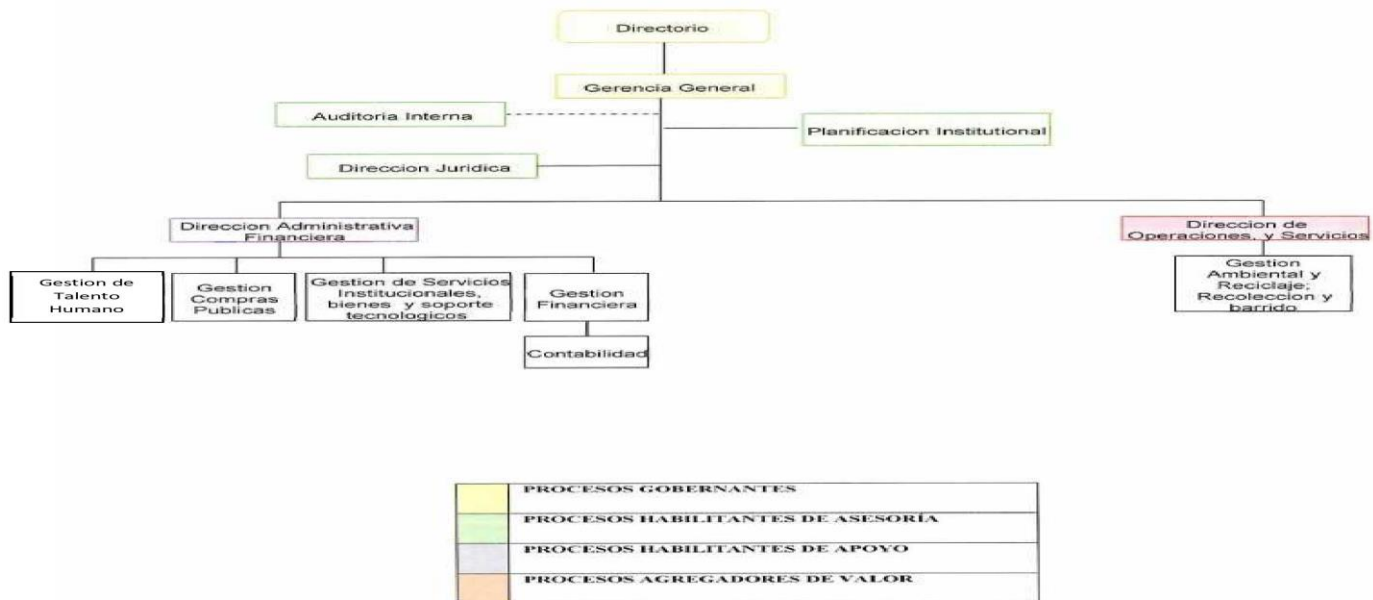 Directorio
Gerencia General
Auditoria Interna
Planificacion Institutional
Direccion Juridica
Direccion Administrativa
Financiera
Direccion de
Operaciones, y Servicios
Gestion de
Talento
Humano
Gestion
Compras
Publicas
Gestion de Servicios
Institucionales,
bienes y soporte
tecnologicos
Gestion
Financiera
Gestion
Ambiental y
Reciclaje;
Recoleccion y
barrido
Contabilidad
PROCESOS GOBERNANTES
PROCESOS HABILITANTES DE ASESORÍA
PROCESOS HABILITANTES DE APOYO
PROCESOS AGREGADORES DE VALOR